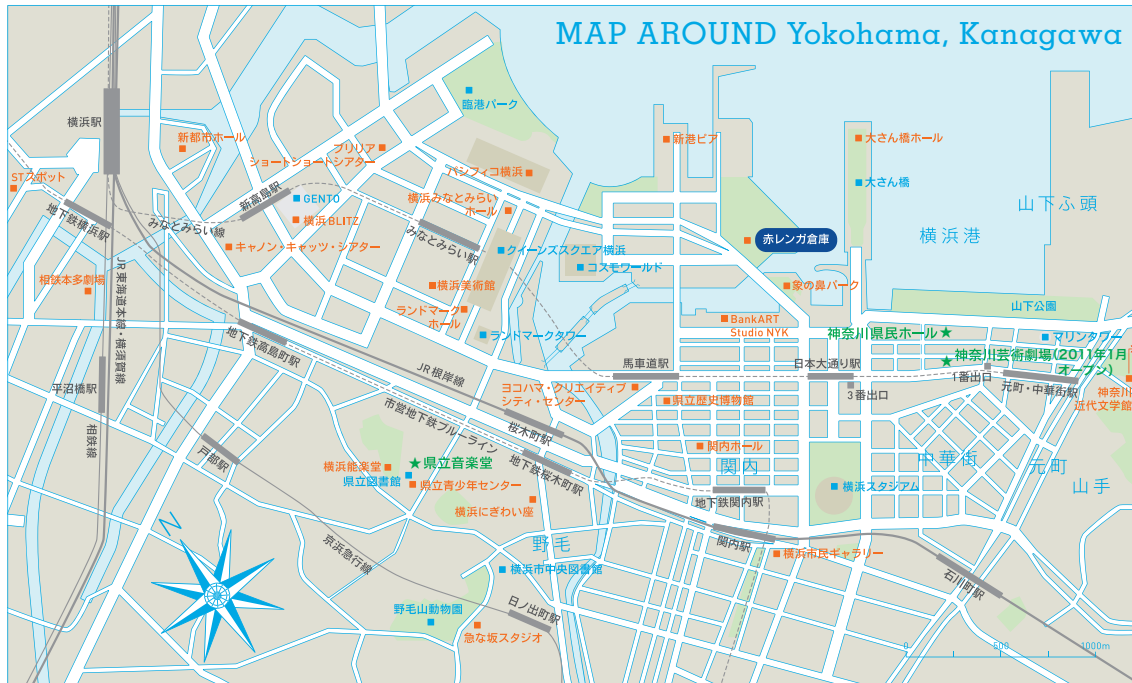 MAP AROUND Yokohama, Kanagawa
臨港パーク
横浜駅
新都市ホール
ブリリア
ショートショートシアター
新港ピア
大さん橋ホール
STスポット
パシフィコ横浜
大さん橋
新高島駅
GENTO
横浜みなとみらい
ホール
山下ふ頭
地下鉄横浜駅
みなとみらい線
横浜BLITZ
みなとみらい駅
赤レンガ倉庫
横浜港
キャノン・キャッツ・シアター
クイーンズスクエア横浜
コスモワールド
相鉄本多劇場
JR東海道本線・横須賀線
横浜美術館
象の鼻パーク
ランドマーク
ホール
山下公園
BankART
Studio NYK
地下鉄高島町駅
ランドマークタワー
神奈川県民ホール★
マリンタワー
馬車道駅
日本大通り駅
★神奈川芸術劇場(2011年1月
オープン)
平沼橋駅
JR根岸線
ヨコハマ・クリエイティブ
シティ・センター
1番出口
元町・中華街駅
3番出口
神奈川
近代文学館
県立歴史博物館
相鉄線
市営地下鉄ブルーライン
桜木町駅
戸部駅
関内ホール
★県立音楽堂
地下鉄桜木町駅
横浜能楽堂
県立図書館
県立青少年センター
関内
中華街
元町
山手
横浜スタジアム
地下鉄関内駅
横浜にぎわい座
N
京浜急行線
野毛
関内駅
横浜市民ギャラリー
横浜市中央図書館
石川町駅
野毛山動物園
日ノ出町駅
急な坂スタジオ
0 500 1000m